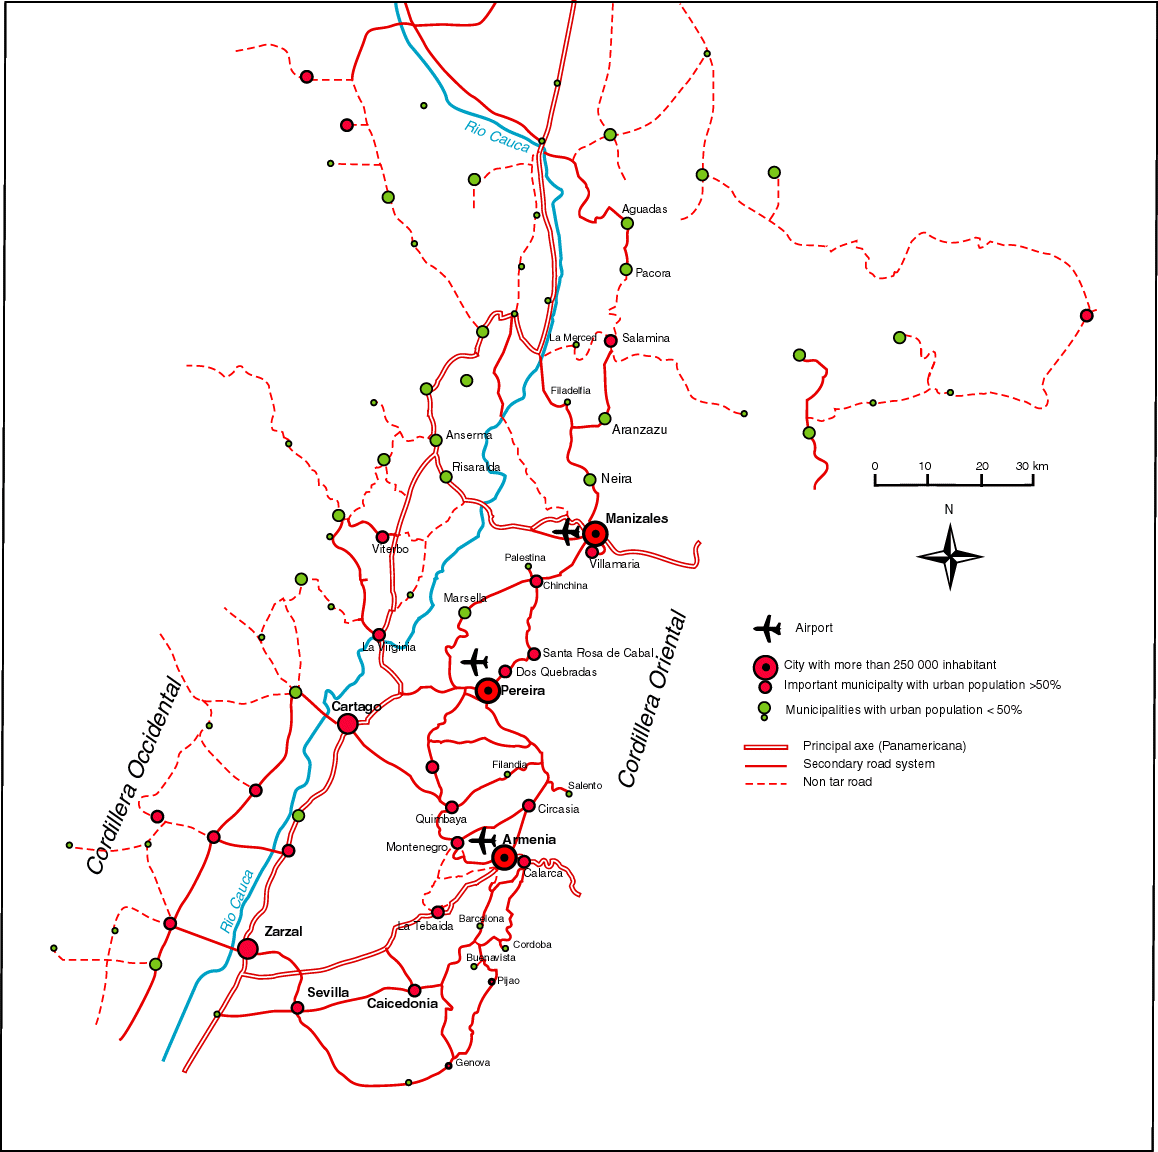 Rio Cauca
Aguadas
Pacora
La Merced
Salamina
Filadelfia
Aranzazu
Anserma
Risaralda
Neira
0 10 20 30 km
N
Manizales
Viterbo
Villamaria
Palestina
Chinchina
Marsella
La Virginia
Santa Rosa de Cabal
Dos Quebradas
Pereira
Cartago
Cordillera Oriental
Cordillera Occidental
Airport
City with more than 250 000 inhabitant
Important municipalty with urban population >50%
Municipalities with urban population < 50%
Principal axe (Panamericana)
Secondary road system
Non tar road
Filandia
Salento
Quimbaya
Circasia
Montenegro
Armenia
Calarca
Rio Cauca
La Tebaida
Barcelona
Zarzal
Cordoba
Buenavista
Pijao
Sevilla
Caicedonia
Genova